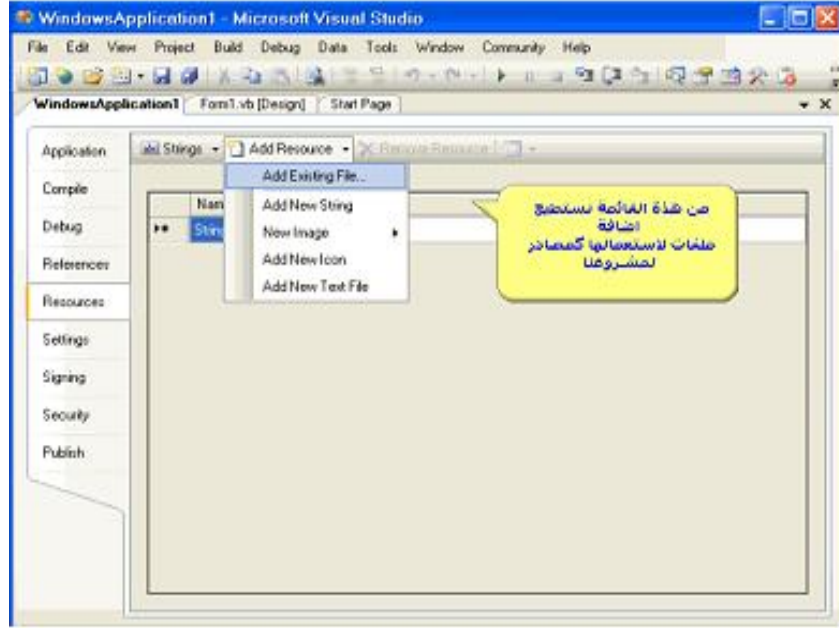 WindowsApplication1 - Microsoft Visual Studio
File Edit View Project Build Debug Data Tools Window Community Help
WindowsApplication1 Form1.vb [Design] Start Page
Application
Compile
Debug
References
Resources
Settings
Signing
Security
Publish
Strings Add Resource Remove Resource
Add Existing File...
Add New String
New Image
Add New Icon
Add New Text File
Nam
String
من هذة القائمة نستطيع
اضافة
ملفات لاستعمالها كمصادر
لمشروعنا